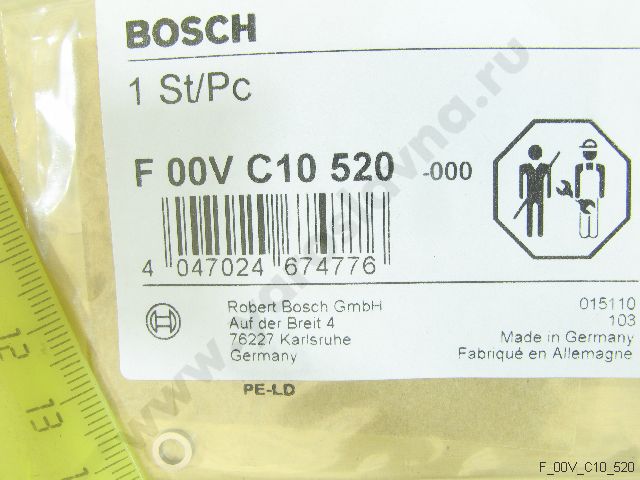 BOSCH
1 St/Pc
F 00V C10 520 -000
4 047024 674776
Robert Bosch GmbH
Auf der Breit 4
76227 Karlsruhe
Germany
015110
103
Made in Germany
Fabriqué en Allemagne
PE-LD
12
13
F_00V_C10_520